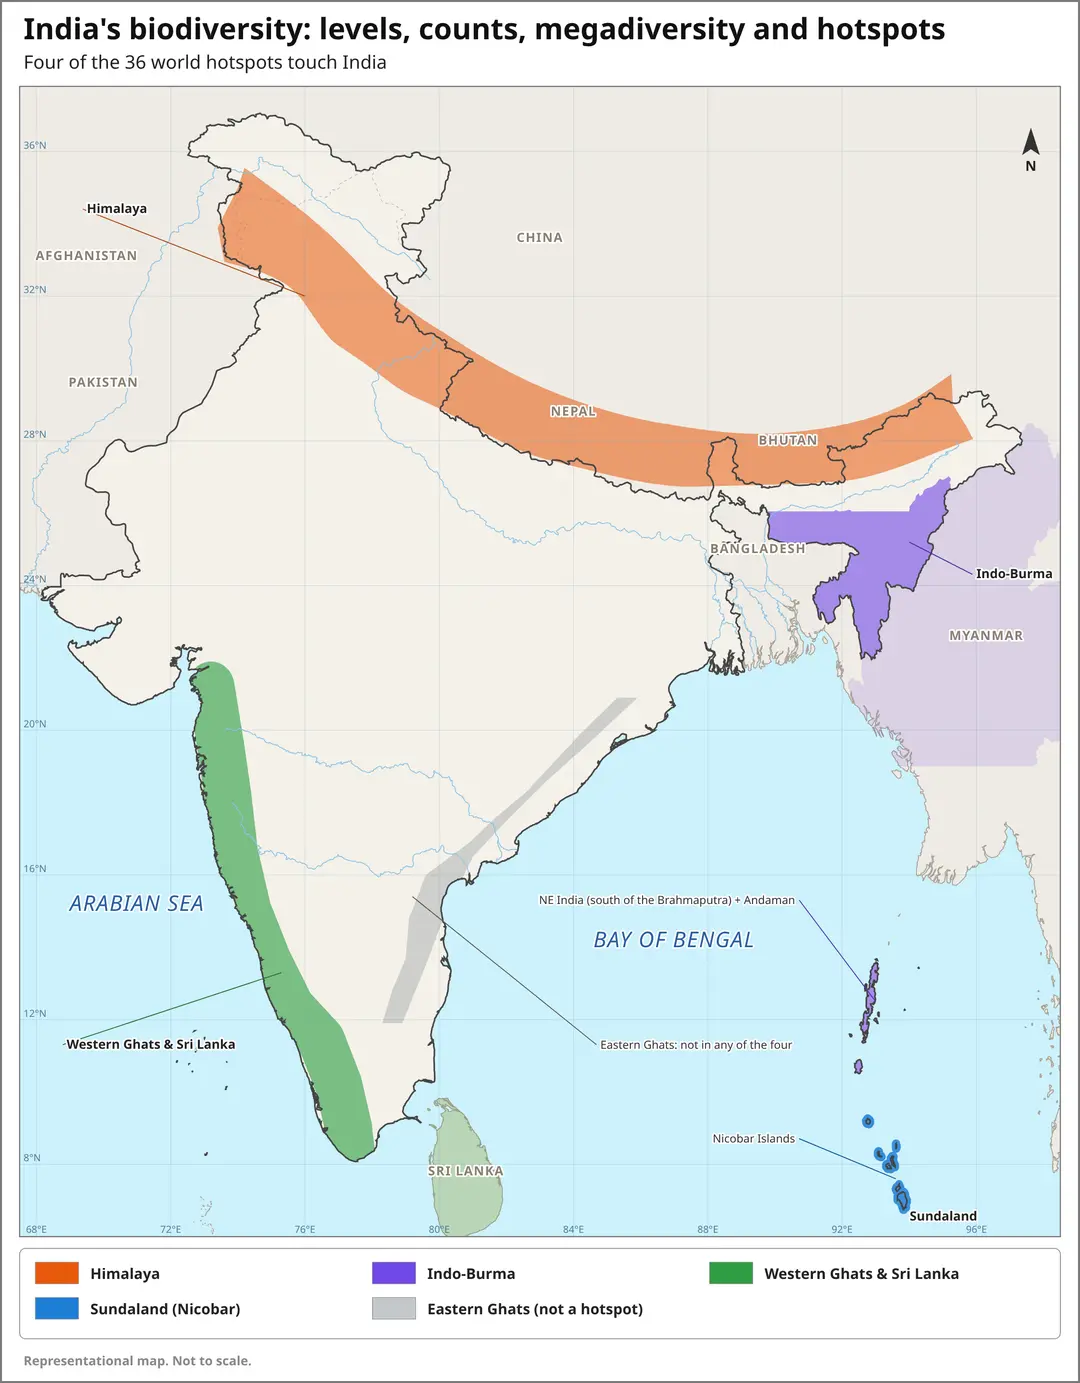 India's biodiversity: levels, counts, megadiversity and hotspots
Four of the 36 world hotspots touch India
36°N
N
Himalaya
CHINA
AFGHANISTAN
32°N
PAKISTAN
NEPAL
28°N
BHUTAN
BANGLADESH
Indo-Burma
24°N
MYANMAR
20°N
16°N
ARABIAN SEA
NE India (south of the Brahmaputra) + Andaman
BAY OF BENGAL
12°N
Western Ghats & Sri Lanka
Eastern Ghats: not in any of the four
Nicobar Islands
8°N
SRI LANKA
Sundaland
68°E
72°E
76°E
80°E
84°E
88°E
92°E
96°E
Himalaya
Indo-Burma
Western Ghats & Sri Lanka
Sundaland (Nicobar)
Eastern Ghats (not a hotspot)
Representational map. Not to scale.